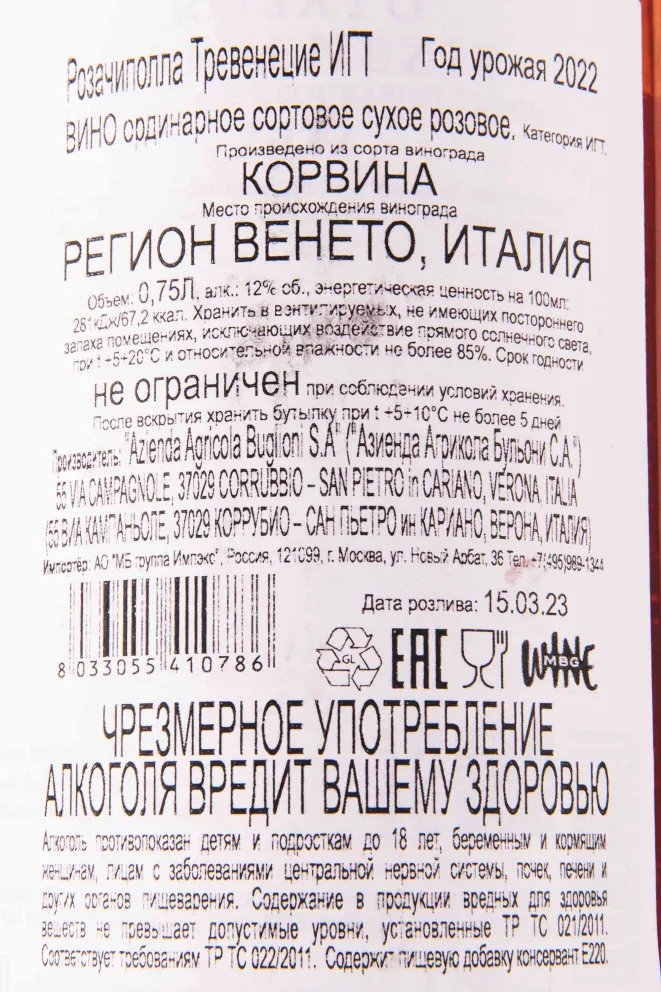 Розачиполла Тревенецие ИГТ Год урожая 2022
ВИНО ординарное сортовое сухое розовое. Категория ИГТ.
Произведено из сорта винограда
КОРВИНА
Место происхождения винограда
РЕГИОН ВЕНЕТО, ИТАЛИЯ
Объем: 0,75Л, алк.: 12% об., энергетическая ценность на 100мл:
281кДж/67,2 ккал. Хранить в вентилируемых, не имеющих постороннего
запаха помещениях, исключающих воздействие прямого солнечного света,
при t +5+20°С и относительной влажности не более 85%. Срок годности
не ограничен при соблюдении условий хранения.
После вскрытия хранить бутылку при t +5+10°С не более 5 дней
Производитель: "Azienda Agricola Buglioni S.A" ("Азиенда Агрикола Бульони С.А.")
55 VIA CAMPAGNOLE, 37029 CORRUBBIO – SAN PIETRO in CARIANO, VERONA, ITALIA
(55 ВИА КАМПАНЬОЛЕ, 37029 КОРРУБИО – САН ПЬЕТРО ин КАРИАНО, ВЕРОНА, ИТАЛИЯ)
Импортёр: АО "МБ группа Импэкс", Россия, 121099, г. Москва, ул. Новый Арбат, 36 Тел. +7(495)989-1344
Дата розлива: 15.03.23
8 033055 410786
GL EAC WINE MBG
ЧРЕЗМЕРНОЕ УПОТРЕБЛЕНИЕ
АЛКОГОЛЯ ВРЕДИТ ВАШЕМУ ЗДОРОВЬЮ
Алкоголь противопоказан детям и подросткам до 18 лет, беременным и кормящим
женщинам, лицам с заболеваниями центральной нервной системы, почек, печени и
других органов пищеварения. Содержание в продукции вредных для здоровья
веществ не превышает допустимые уровни, установленные ТР ТС 021/2011.
Соответствует требованиям ТР ТС 022/2011. Содержит пищевую добавку консервант Е220.